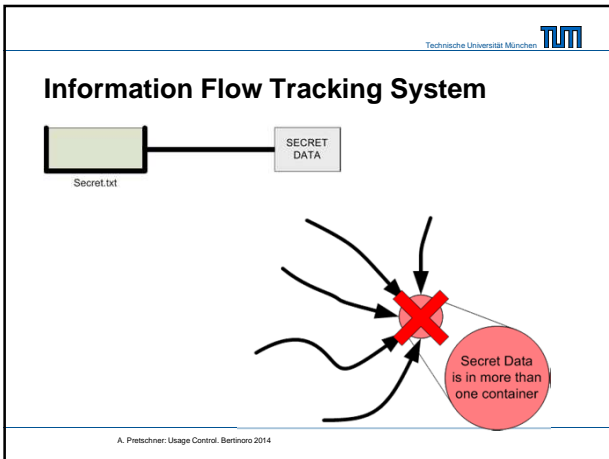 Technische Universität München TUM
Information Flow Tracking System
SECRET
DATA
Secret.txt
Secret Data
is in more than
one container
A. Pretschner: Usage Control. Bertinoro 2014